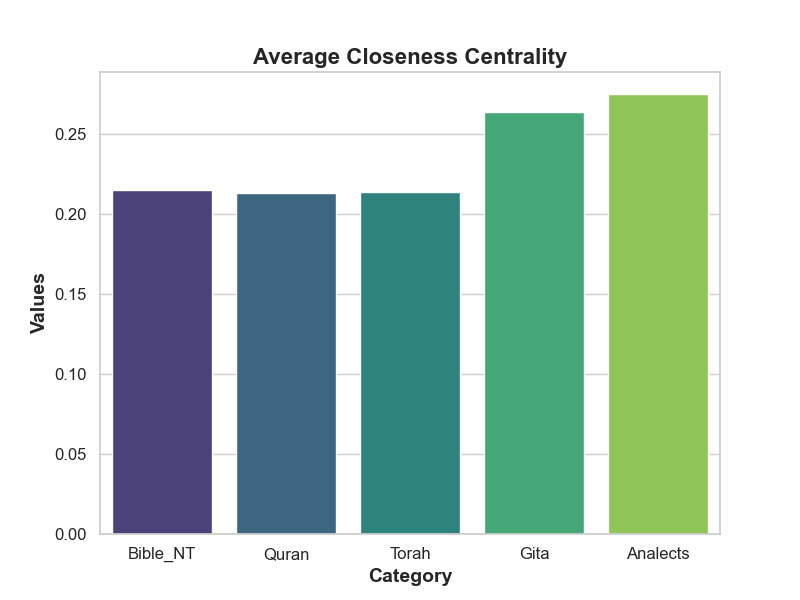 Average Closeness Centrality
Values
0.25
0.20
0.15
0.10
0.05
0.00
Bible_NT Quran Torah Gita Analects
Category